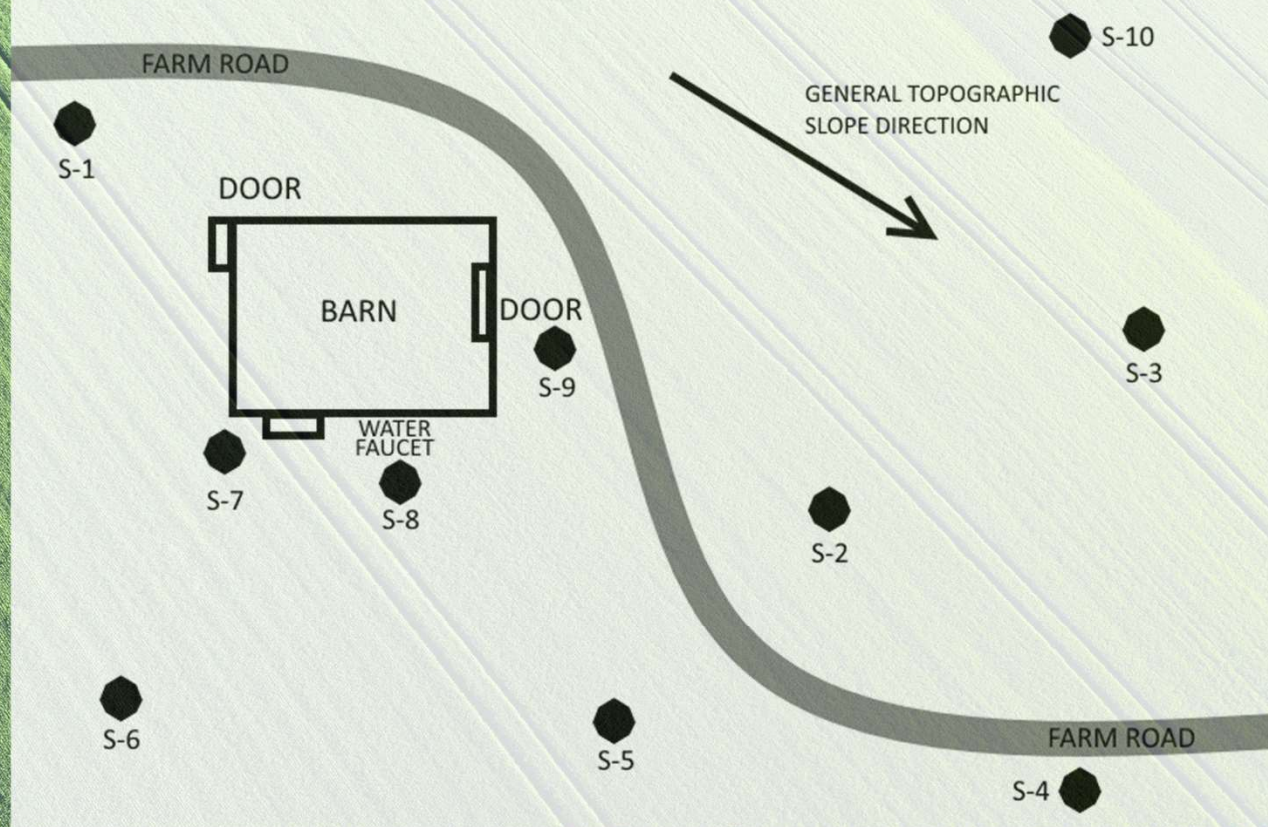 S-10
FARM ROAD
GENERAL TOPOGRAPHIC
SLOPE DIRECTION
S-1
DOOR
BARN
DOOR
S-9
S-3
WATER
FAUCET
S-7
S-8
S-2
S-6
S-5
FARM ROAD
S-4